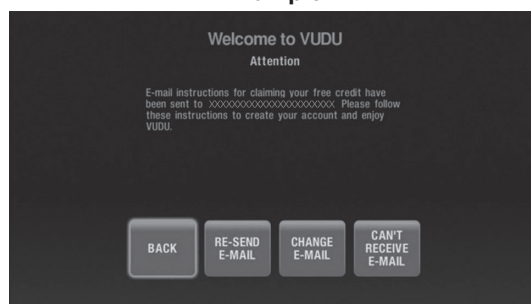 Welcome to VUDU
Attention
E-mail instructions for claiming your free credit have
been sent to XXXXXXXXXXXXXXXXXXXXXXX Please follow
these instructions to create your account and enjoy
VUDU.
BACK
RE-SEND
E-MAIL
CHANGE
E-MAIL
CAN'T
RECEIVE
E-MAIL